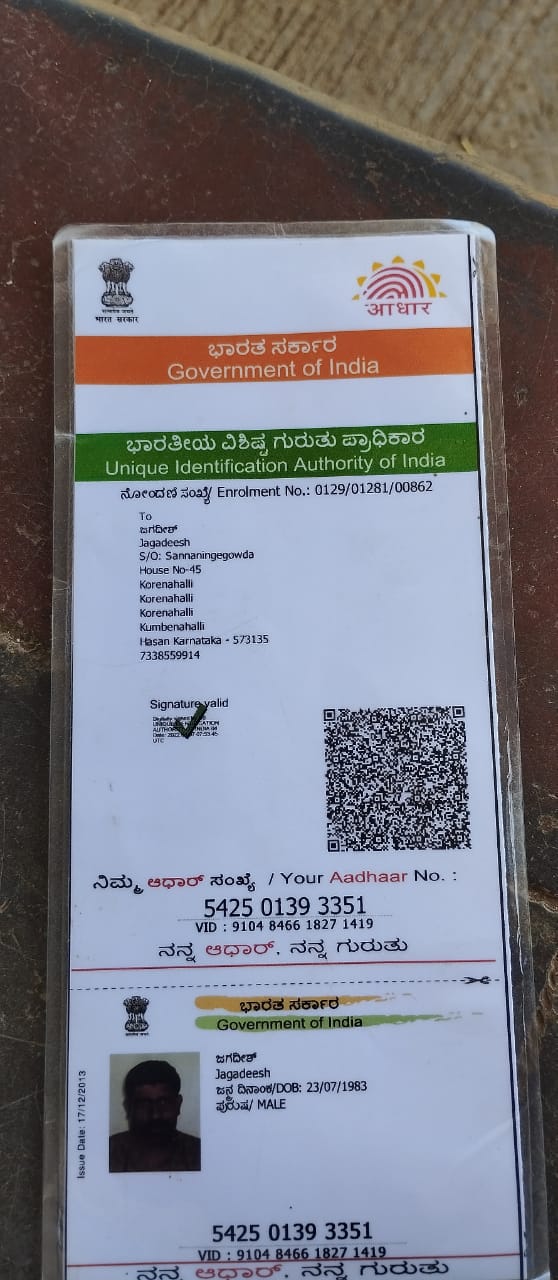 भारत सरकार
आधार
ಭಾರತ ಸರ್ಕಾರ
Government of India
ಭಾರತೀಯ ವಿಶಿಷ್ಟ ಗುರುತು ಪ್ರಾಧಿಕಾರ
Unique Identification Authority of India
ನೋಂದಣಿ ಸಂಖ್ಯೆ/ Enrolment No.: 0129/01281/00862
To
ಜಗದೀಶ್
Jagadeesh
S/O: Sannaningegowda
House No-45
Korenahalli
Korenahalli
Korenahalli
Kumbenahalli
Hasan Karnataka - 573135
7338559914
Signature valid
ನಿಮ್ಮ ಆಧಾರ್ ಸಂಖ್ಯೆ / Your Aadhaar No. :
5425 0139 3351
VID : 9104 8466 1827 1419
ನನ್ನ ಆಧಾರ್, ನನ್ನ ಗುರುತು
ಭಾರತ ಸರ್ಕಾರ
Government of India
Issue Date: 17/12/2013
ಜಗದೀಶ್
Jagadeesh
ಜನ್ಮ ದಿನಾಂಕ/DOB: 23/07/1983
ಪುರುಷ/ MALE
5425 0139 3351
VID : 9104 8466 1827 1419
ನನ್ನ ಆಧಾರ್, ನನ್ನ ಗುರುತು